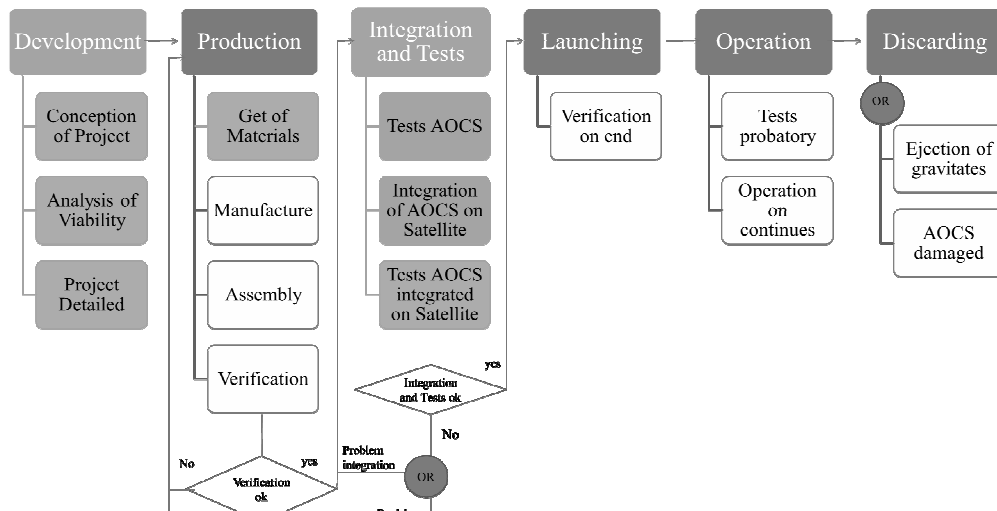 Development
Conception
of Project
Analysis of
Viability
Project
Detailed
Production
Get of
Materials
Manufacture
Assembly
Verification
No
yes
Verification
ok
Integration
and Tests
Tests AOCS
Integration
of AOCS on
Satellite
Tests AOCS
integrated
on Satellite
yes
Integration
and Tests ok
No
Problem
integration
OR
Launching
Verification
on end
Operation
Tests
probatory
Operation
on
continues
Discarding
OR
Ejection of
gravitates
AOCS
damaged